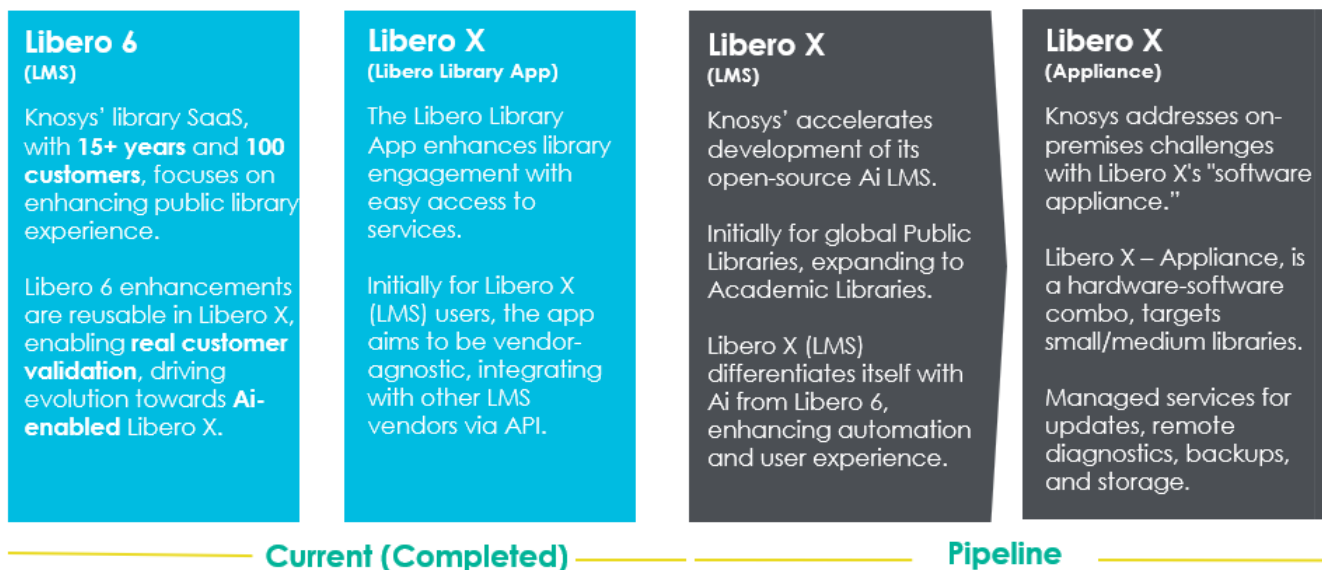 Libero 6
(LMS)
Knosys’ library SaaS,
with 15+ years and 100
customers, focuses on
enhancing public library
experience.
Libero 6 enhancements
are reusable in Libero X,
enabling real customer
validation, driving
evolution towards Ai-
enabled Libero X.
Libero X
(Libero Library App)
The Libero Library
App enhances library
engagement with
easy access to
services.
Initially for Libero X
(LMS) users, the app
aims to be vendor-
agnostic, integrating
with other LMS
vendors via API.
Libero X
(LMS)
Knosys’ accelerates
development of its
open-source Ai LMS.
Initially for global Public
Libraries, expanding to
Academic Libraries.
Libero X (LMS)
differentiates itself with
Ai from Libero 6,
enhancing automation
and user experience.
Libero X
(Appliance)
Knosys addresses on-
premises challenges
with Libero X's "software
appliance.”
Libero X – Appliance, is
a hardware-software
combo, targets
small/medium libraries.
Managed services for
updates, remote
diagnostics, backups,
and storage.
Current (Completed)
Pipeline